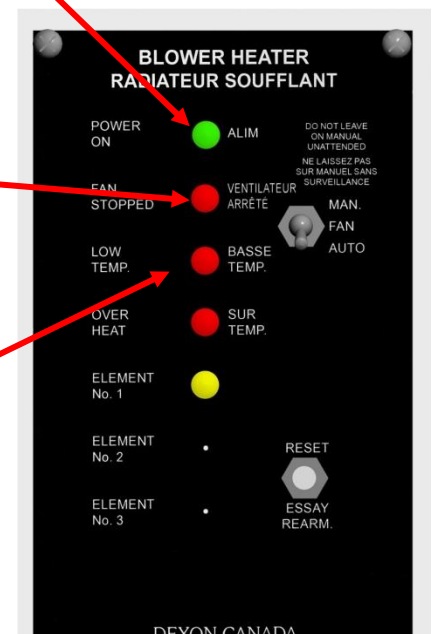 BLOWER HEATER
RADIATEUR SOUFFLANT
POWER
ON
ALIM
DO NOT LEAVE
ON MANUAL
UNATTENDED
NE LAISSEZ PAS
SUR MANUEL SANS
SURVEILLANCE
FAN
STOPPED
VENTILATEUR
ARRÊTÉ
MAN.
FAN
AUTO
LOW
TEMP.
BASSE
TEMP.
OVER
HEAT
SUR
TEMP.
ELEMENT
No. 1
ELEMENT
No. 2
RESET
ELEMENT
No. 3
ESSAY
REARM.
DEXON CANADA